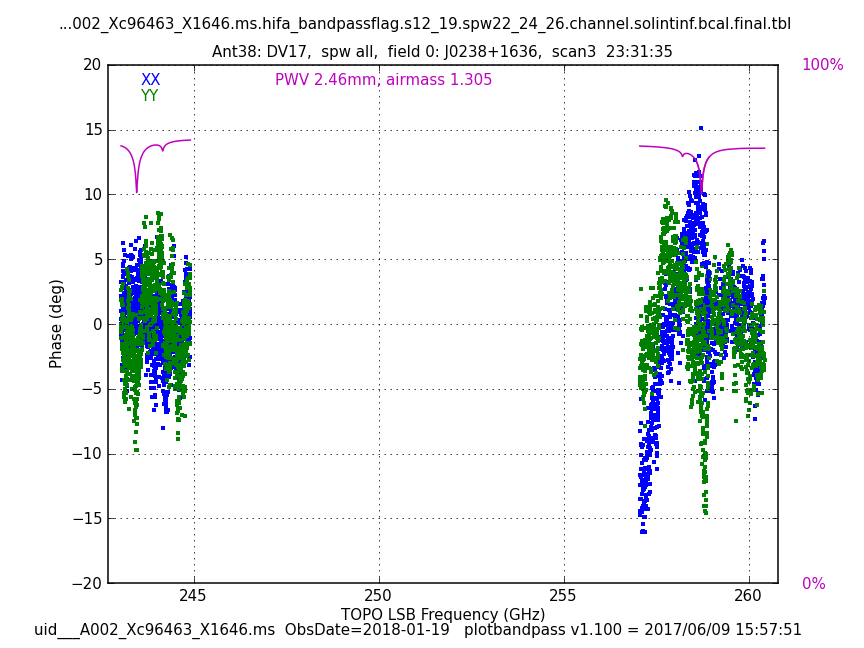 ...002_Xc96463_X1646.ms.hifa_bandpassflag.s12_19.spw22_24_26.channel.solintinf.bcal.final.tbl
Ant38: DV17,  spw all,  field 0: J0238+1636,  scan3  23:31:35
20 100%
XX PWV 2.46mm, airmass 1.305
YY
15
10
5
0
Phase (deg)
−5
−10
−15
−20 0%
245 250 255 260
TOPO LSB Frequency (GHz)
uid___A002_Xc96463_X1646.ms  ObsDate=2018-01-19   plotbandpass v1.100 = 2017/06/09 15:57:51